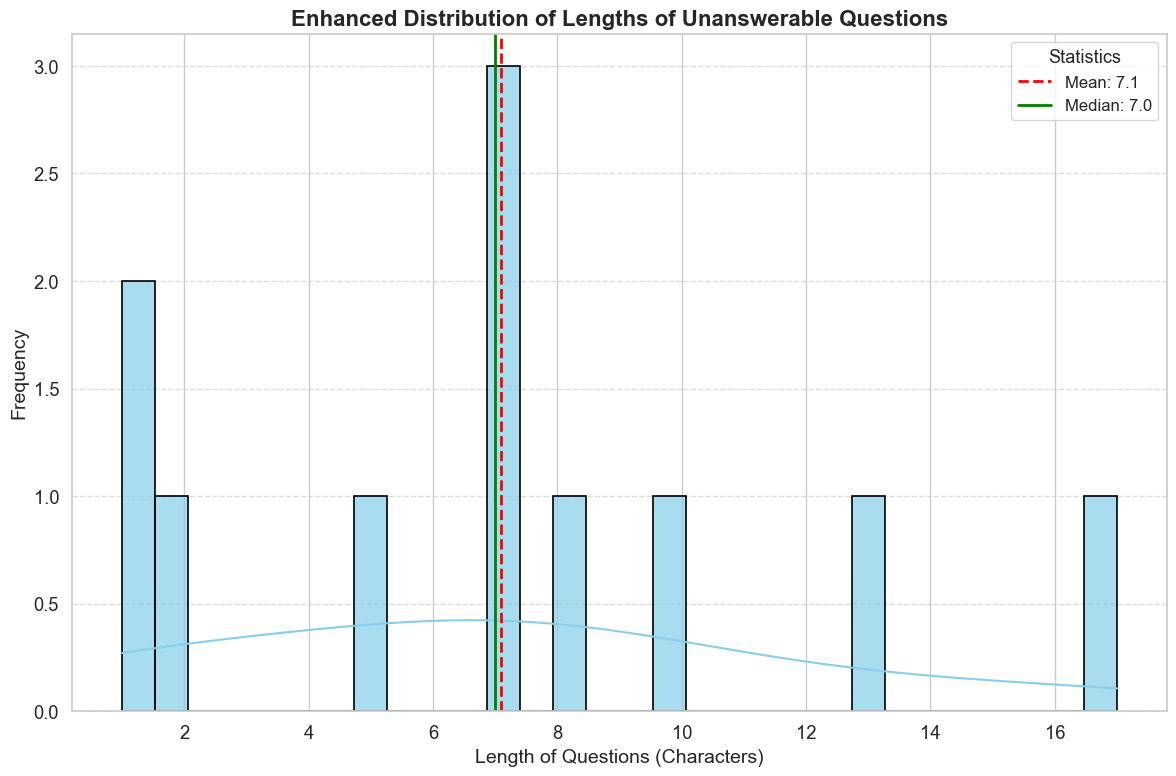 Enhanced Distribution of Lengths of Unanswerable Questions
Statistics
Mean: 7.1
Median: 7.0
3.0
2.5
2.0
1.5
1.0
0.5
0.0
Frequency
2 4 6 8 10 12 14 16
Length of Questions (Characters)